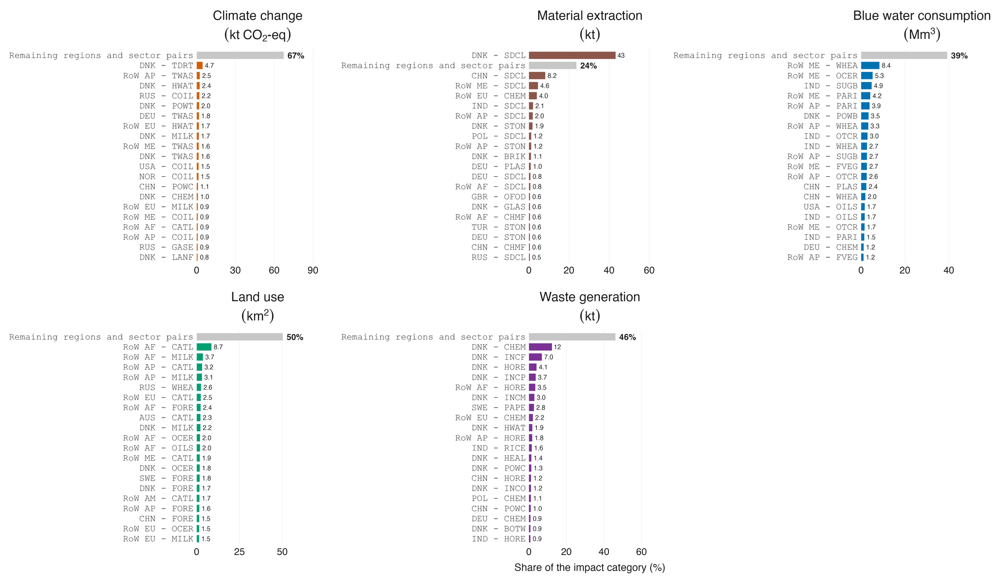 Climate change
(kt CO₂-eq)
Remaining regions and sector pairs 67%
DNK - TDRT 4.7
RoW AP - TWAS 2.5
DNK - HWAT 2.4
RUS - COIL 2.2
DNK - POWT 2.0
DEU - TWAS 1.8
RoW EU - HWAT 1.7
DNK - MILK 1.7
RoW ME - TWAS 1.6
DNK - TWAS 1.6
USA - COIL 1.5
NOR - COIL 1.5
CHN - POWC 1.1
DNK - CHEM 1.0
RoW EU - MILK 0.9
RoW ME - COIL 0.9
RoW AF - CATL 0.9
RoW AP - COIL 0.9
RUS - GASE 0.9
DNK - LANF 0.8
0 30 60 90
Material extraction
(kt)
DNK - SDCL 43
Remaining regions and sector pairs 24%
CHN - SDCL 8.2
RoW ME - SDCL 4.6
RoW EU - CHEM 4.0
IND - SDCL 2.1
RoW AP - SDCL 2.0
DNK - STON 1.9
POL - SDCL 1.2
RoW AP - STON 1.2
DNK - BRIK 1.1
DEU - PLAS 1.0
DEU - SDCL 0.8
RoW AF - SDCL 0.8
GBR - OFOD 0.6
DNK - GLAS 0.6
RoW AF - CHMF 0.6
TUR - STON 0.6
DEU - STON 0.6
CHN - CHMF 0.6
RUS - SDCL 0.5
0 20 40 60
Blue water consumption
(Mm³)
Remaining regions and sector pairs 39%
RoW ME - WHEA 8.4
RoW ME - OCER 5.3
IND - SUGB 4.9
RoW ME - PARI 4.2
RoW AP - PARI 3.9
DNK - POWB 3.5
RoW AP - WHEA 3.3
IND - OTCR 3.0
IND - WHEA 2.7
RoW AP - SUGB 2.7
RoW ME - FVEG 2.7
RoW AP - OTCR 2.6
CHN - PLAS 2.4
CHN - WHEA 2.0
USA - OILS 1.7
IND - OILS 1.7
RoW ME - OTCR 1.7
IND - PARI 1.5
DEU - CHEM 1.2
RoW AP - FVEG 1.2
0 20 40
Land use
(km²)
Remaining regions and sector pairs 50%
RoW AF - CATL 8.7
RoW AF - MILK 3.7
RoW AP - CATL 3.2
RoW AP - MILK 3.1
RUS - WHEA 2.6
RoW EU - CATL 2.5
RoW AF - FORE 2.4
AUS - CATL 2.3
DNK - MILK 2.2
RoW AF - OCER 2.0
RoW AF - OILS 2.0
RoW ME - CATL 1.9
DNK - OCER 1.8
SWE - FORE 1.8
DNK - FORE 1.7
RoW AM - CATL 1.7
RoW AP - FORE 1.6
CHN - FORE 1.5
RoW EU - OCER 1.5
RoW EU - MILK 1.5
0 25 50
Waste generation
(kt)
Remaining regions and sector pairs 46%
DNK - CHEM 12
DNK - INCF 7.0
DNK - HORE 4.1
DNK - INCP 3.7
RoW AF - HORE 3.5
DNK - INCM 3.0
SWE - PAPE 2.8
RoW EU - CHEM 2.2
DNK - HWAT 1.9
RoW AP - HORE 1.8
IND - RICE 1.6
DNK - HEAL 1.4
DNK - POWC 1.3
CHN - HORE 1.2
DNK - INCO 1.2
POL - CHEM 1.1
CHN - POWC 1.0
DEU - CHEM 0.9
DNK - BOTW 0.9
IND - HORE 0.9
0 20 40 60
Share of the impact category (%)